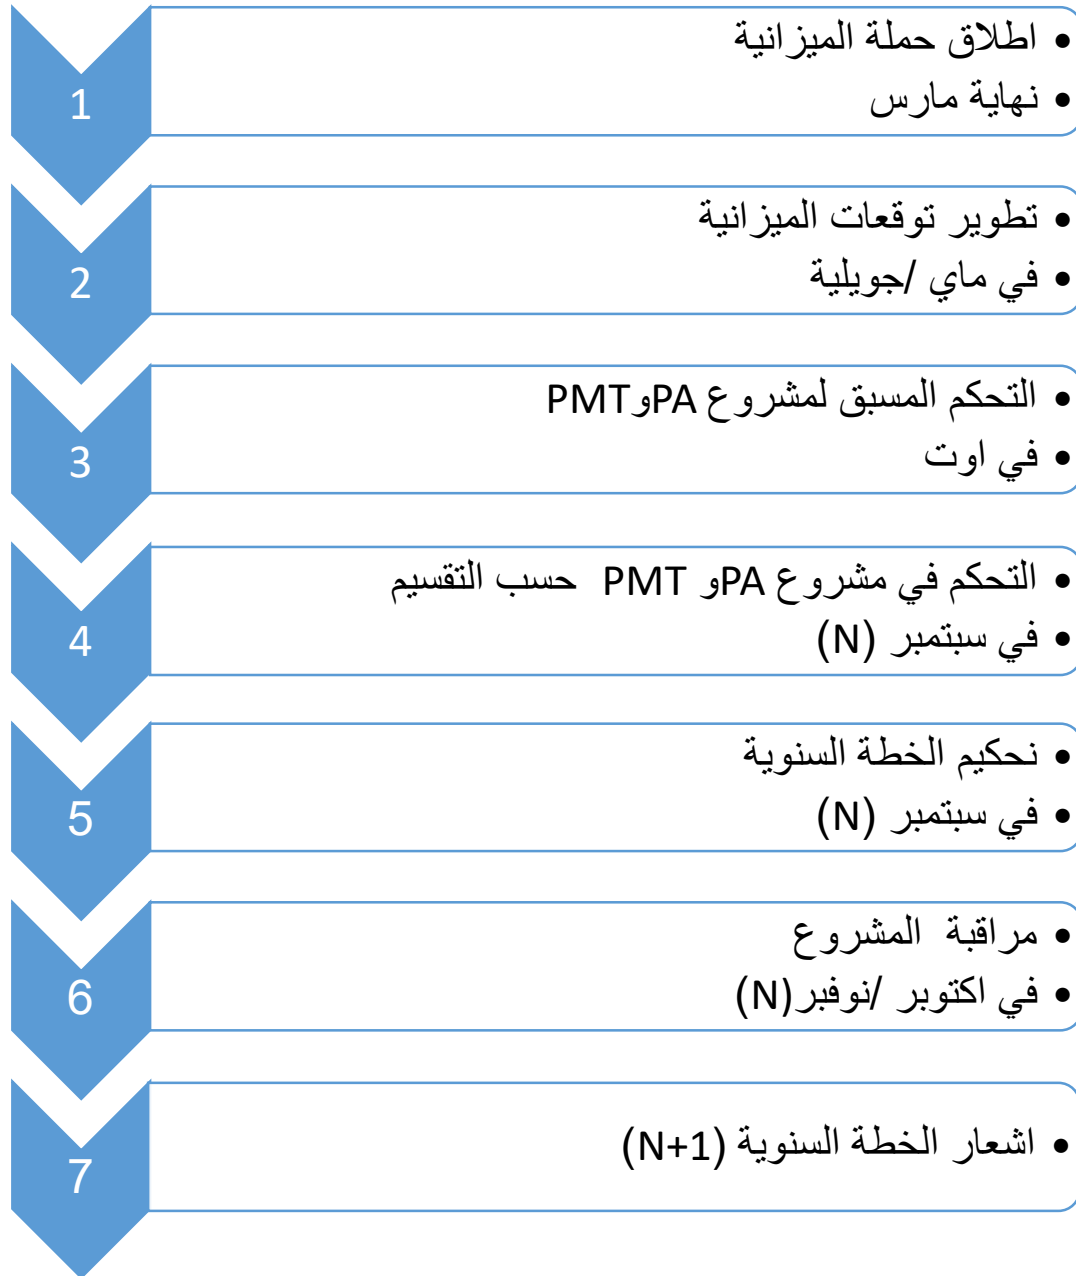 1
• اطلاق حملة الميزانية
• نهاية مارس
2
• تطوير توقعات الميزانية
• في ماي /جويلية
3
• التحكم المسبق لمشروع PAوPMT
• في اوت
4
• التحكم في مشروع PAو PMT حسب التقسيم
• في سبتمبر (N)
5
• نحكيم الخطة السنوية
• في سبتمبر (N)
6
• مراقبة المشروع
• في اكتوبر /نوفبر(N)
7
• اشعار الخطة السنوية (N+1)